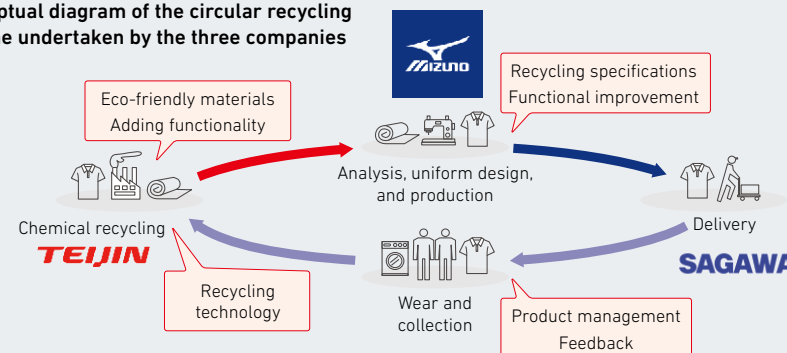 ptual diagram of the circular recycling
e undertaken by the three companies
MIZUNO
Recycling specifications
Functional improvement
Eco-friendly materials
Adding functionality
Analysis, uniform design,
and production
Chemical recycling
TEIJIN
Delivery
SAGAWA
Recycling
technology
Wear and
collection
Product management
Feedback